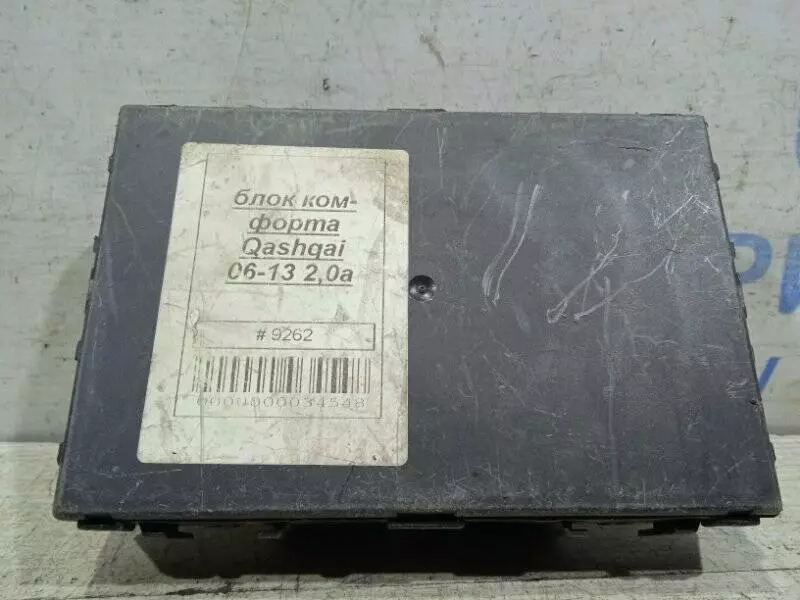 блок ком-
форта
Qashqai
06-13 2,0а
# 9262
0000000034548